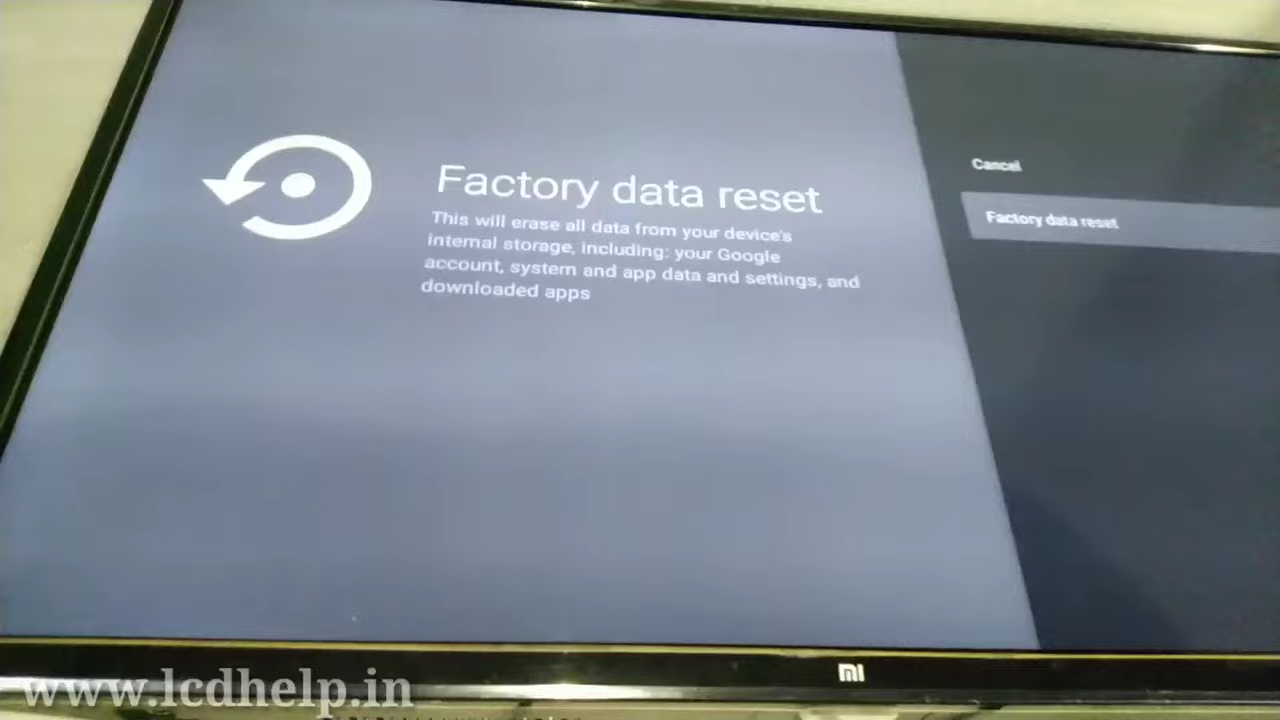 Factory data reset
This will erase all data from your device's
internal storage, including: your Google
account, system and app data and settings, and
downloaded apps
Cancel
Factory data reset
mi
www.lcdhelp.in